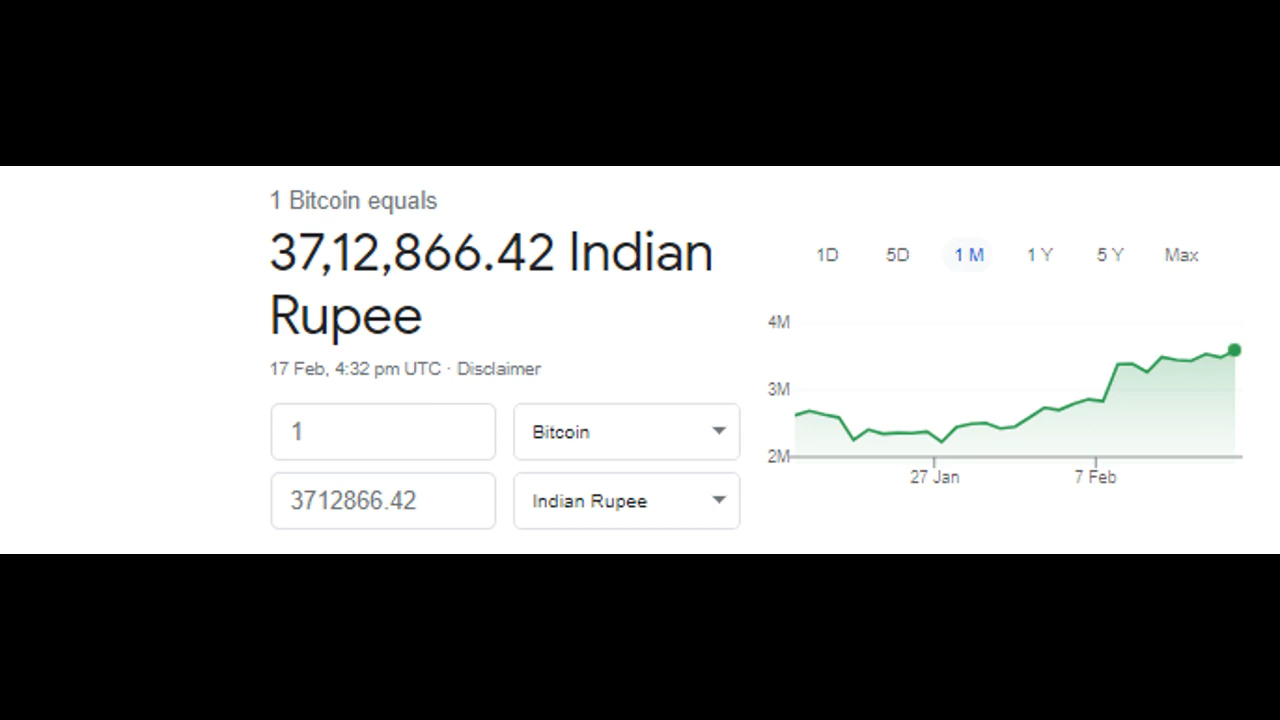 1 Bitcoin equals
37,12,866.42 Indian
Rupee
17 Feb, 4:32 pm UTC · Disclaimer
1 Bitcoin
3712866.42 Indian Rupee
1D 5D 1 M 1 Y 5 Y Max
4M
3M
2M
27 Jan 7 Feb